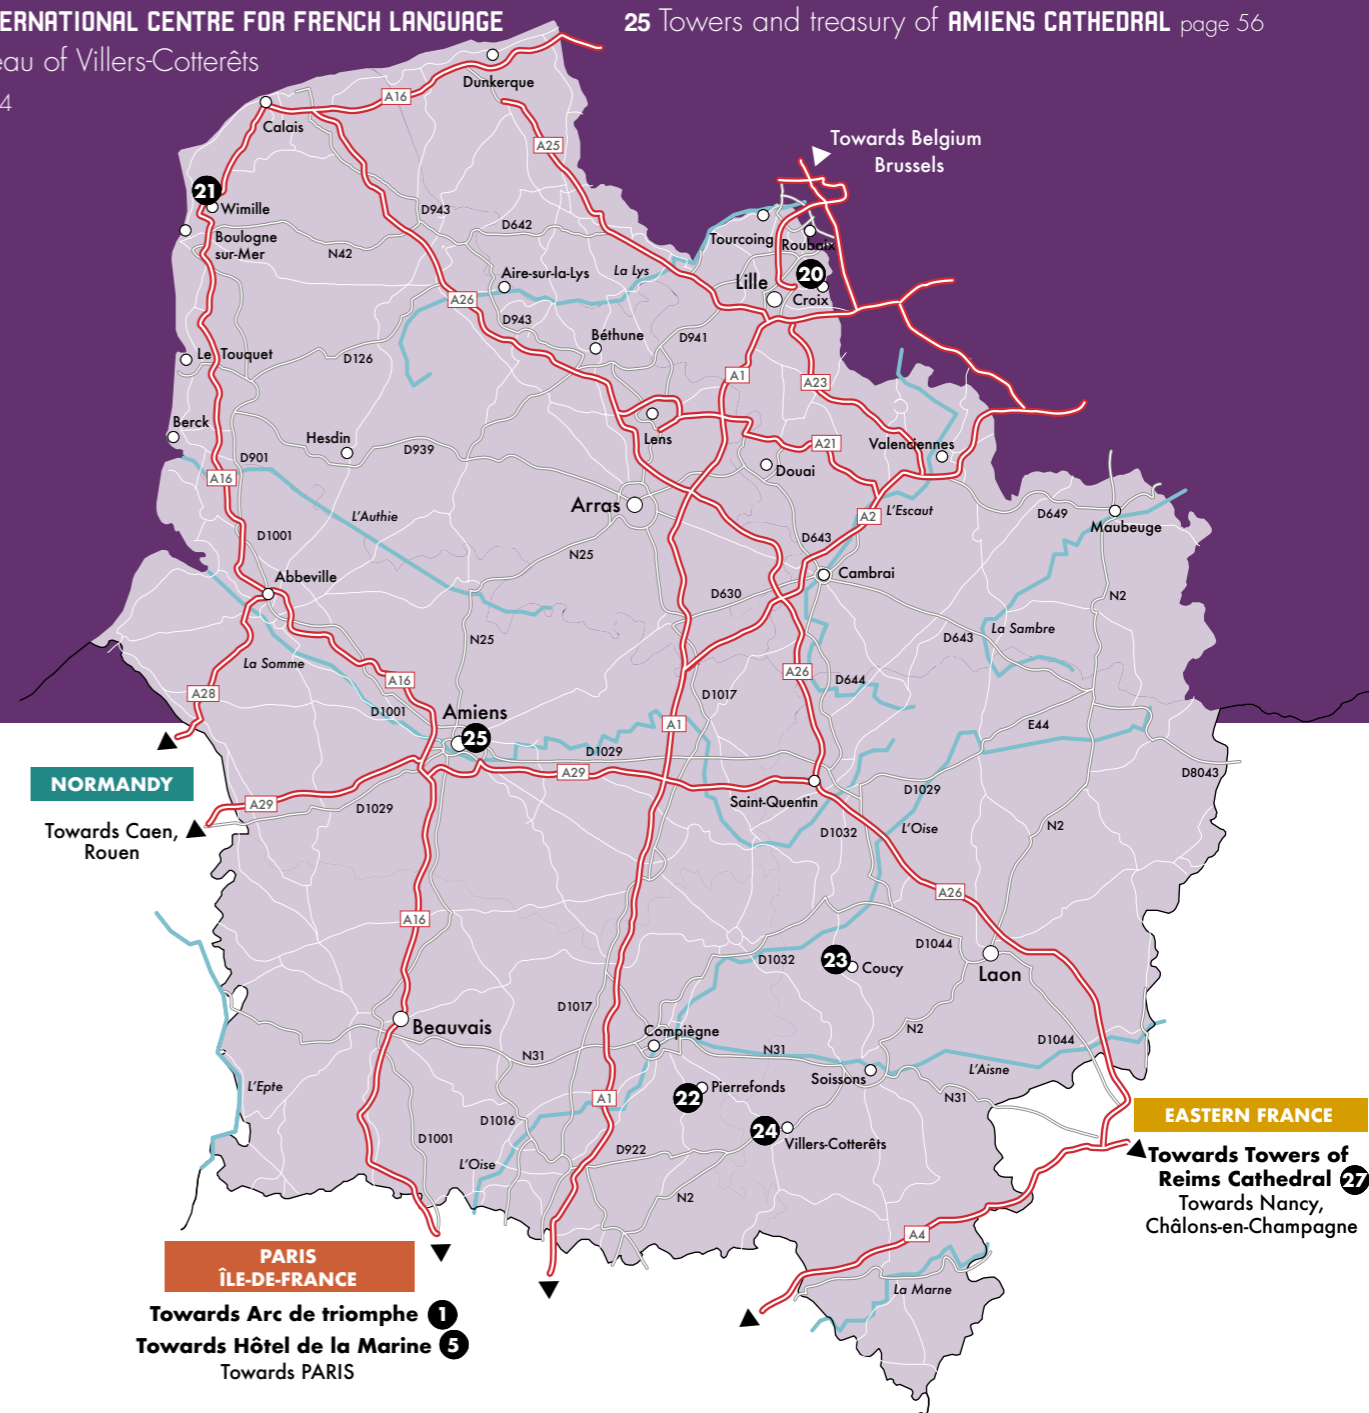 ERNATIONAL CENTRE FOR FRENCH LANGUAGE
eau of Villers-Cotterêts
4
25 Towers and treasury of AMIENS CATHEDRAL page 56
Dunkerque
A16
Calais
A25
Towards Belgium
Brussels
21
Wimille
D943
D642
Boulogne
sur-Mer
N42
Tourcoing
Roubaix
Aire-sur-la-Lys
La Lys
Lille
20
Croix
A26
D943
Béthune
D941
Le Touquet
D126
A1
A23
Berck
Hesdin
D939
Lens
A21
Valenciennes
D901
A16
Douai
Arras
L'Authie
A2
L'Escaut
D649
Maubeuge
D1001
N25
D643
Abbeville
Cambrai
D630
N2
N25
D643
La Sambre
La Somme
A16
A26
D644
A28
D1001
D1017
Amiens
25
A1
E44
D1029
NORMANDY
A29
D8043
A29
D1029
Saint-Quentin
D1029
Towards Caen,
Rouen
D1032
L'Oise
N2
A26
A16
D1044
D1032
23
Coucy
Laon
D1017
Beauvais
Compiègne
N2
D1044
N31
N31
Soissons
L'Aisne
L'Epte
22
Pierrefonds
A1
N31
D1016
24
Villers-Cotterêts
D1001
D922
L'Oise
N2
EASTERN FRANCE
Towards Towers of
Reims Cathedral 27
Towards Nancy,
Châlons-en-Champagne
A4
La Marne
PARIS
ÎLE-DE-FRANCE
Towards Arc de triomphe 1
Towards Hôtel de la Marine 5
Towards PARIS